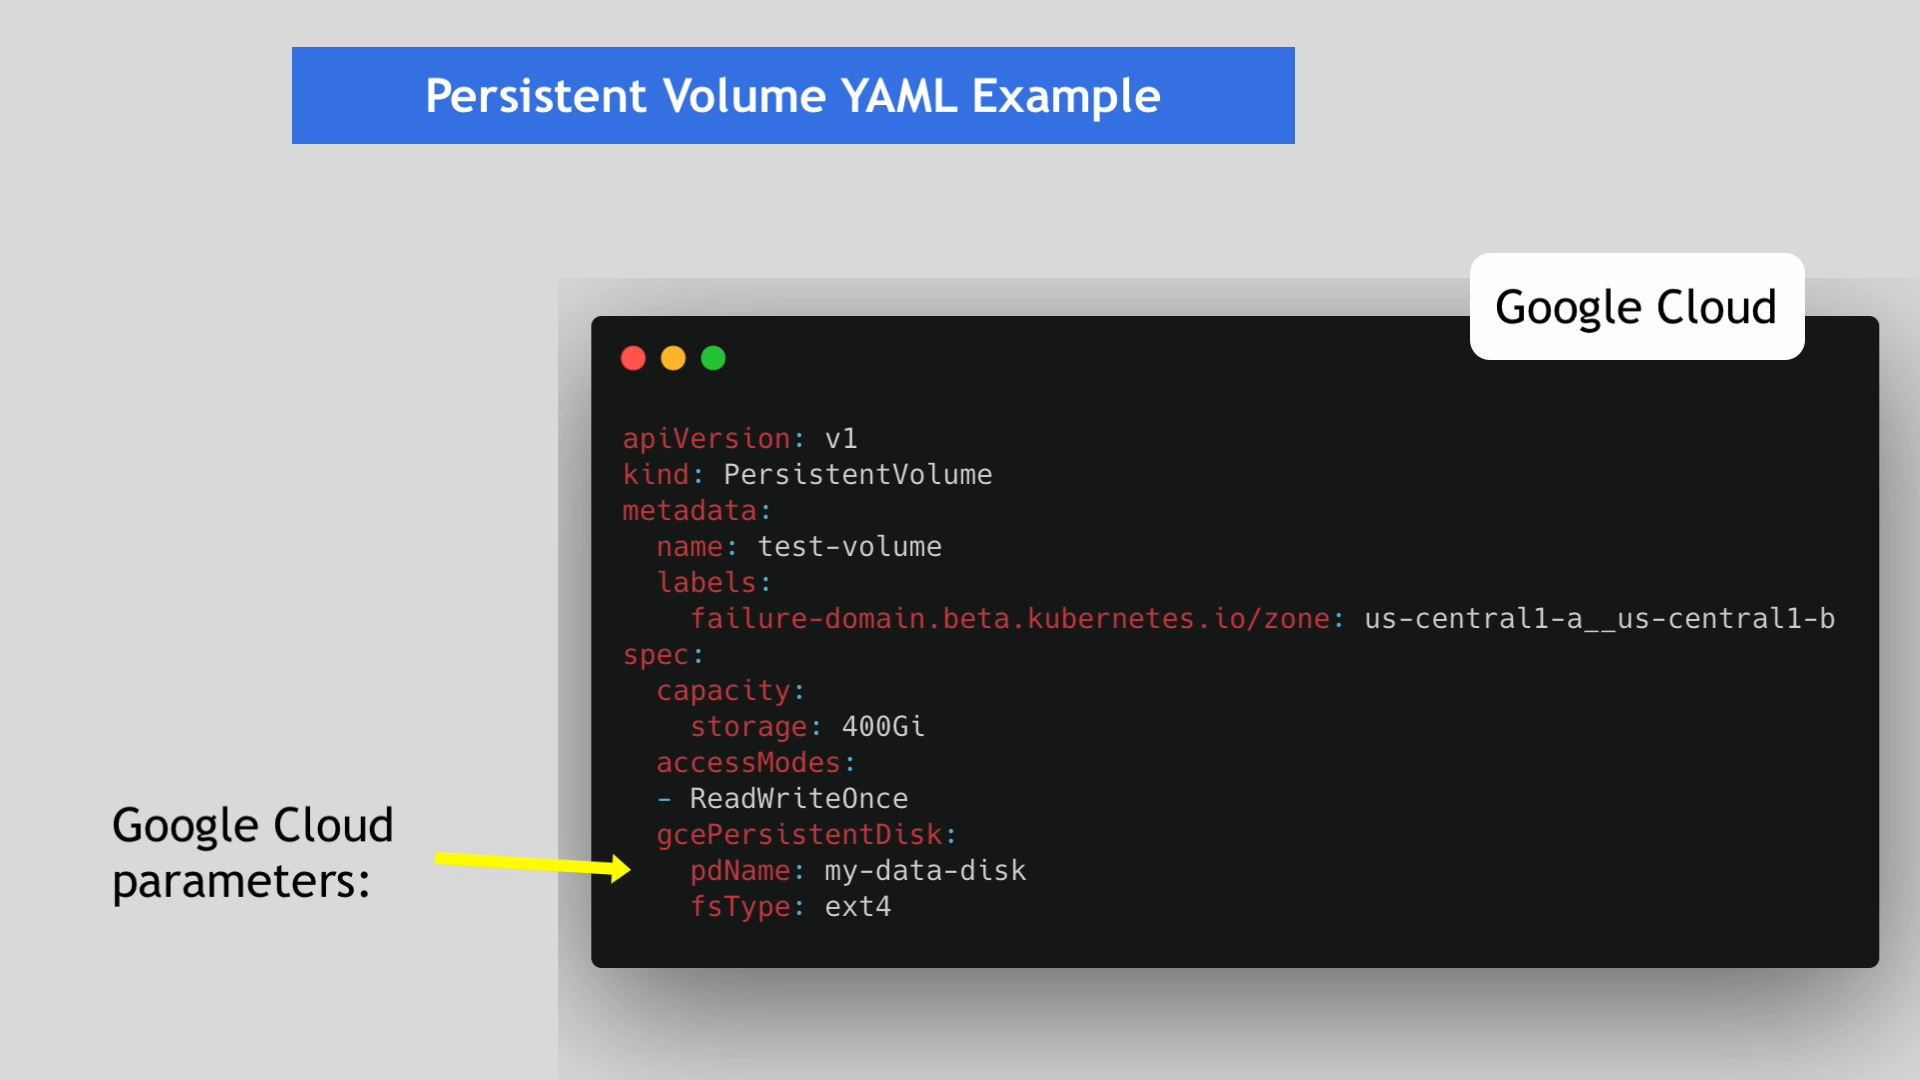 Persistent Volume YAML Example
Google Cloud
apiVersion: v1
kind: PersistentVolume
metadata:
  name: test-volume
  labels:
    failure-domain.beta.kubernetes.io/zone: us-central1-a__us-central1-b
spec:
  capacity:
    storage: 400Gi
  accessModes:
  - ReadWriteOnce
  gcePersistentDisk:
    pdName: my-data-disk
    fsType: ext4
Google Cloud
parameters: